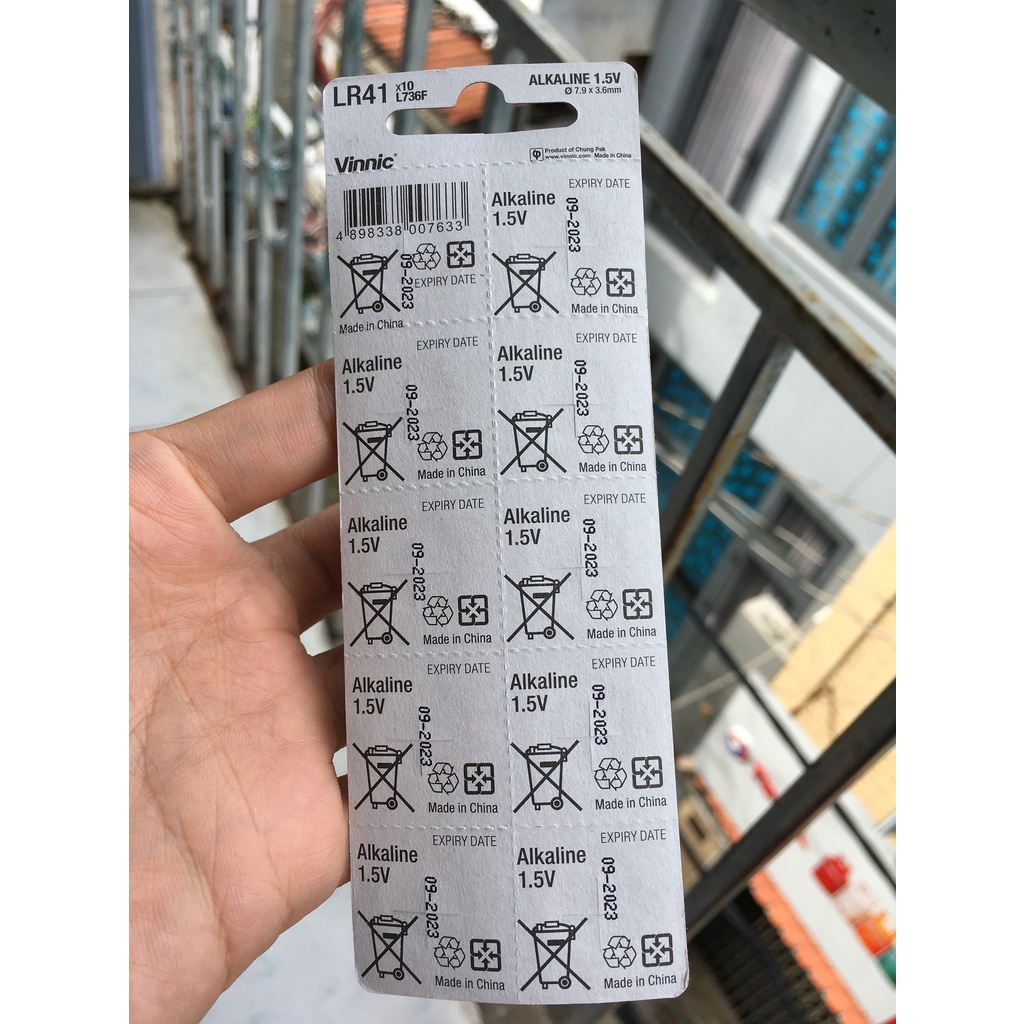 LR41 x10 L736F
ALKALINE 1.5V
Ø 7.9 x 3.6mm
Vinnic®
Product of Chung Pak
www.vinnic.com Made in China
4 898338 007633
09-2023
EXPIRY DATE
Made in China
EXPIRY DATE
Alkaline
1.5V
09-2023
Made in China
EXPIRY DATE
Alkaline
1.5V
09-2023
Made in China
EXPIRY DATE
Alkaline
1.5V
09-2023
Made in China
EXPIRY DATE
Alkaline
1.5V
09-2023
Made in China
EXPIRY DATE
Alkaline
1.5V
09-2023
Made in China
EXPIRY DATE
Alkaline
1.5V
09-2023
Made in China
EXPIRY DATE
Alkaline
1.5V
09-2023
Made in China
EXPIRY DATE
Alkaline
1.5V
09-2023
Made in China
EXPIRY DATE
Alkaline
1.5V
09-2023
Made in China